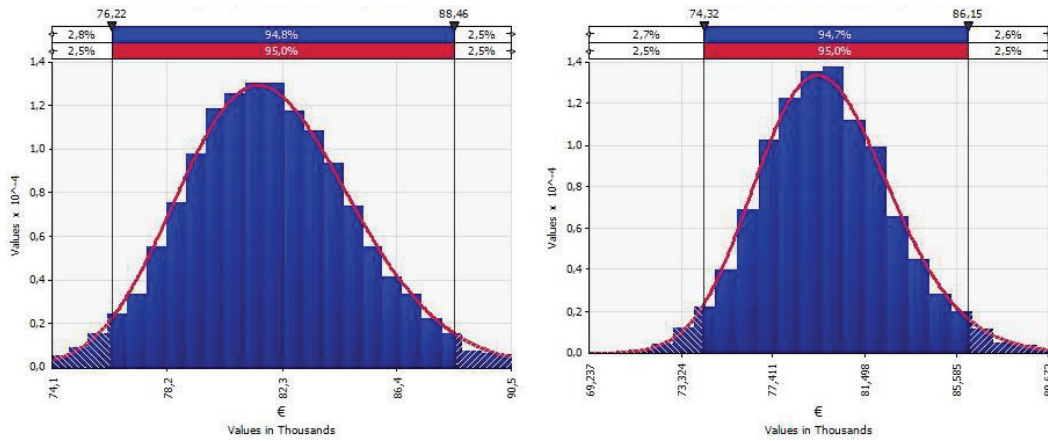 76,22 88,46
2,8% 94,8% 2,5%
2,5% 95,0% 2,5%
1,4
1,2
1,0
0,8
0,6
0,4
0,2
0,0
Values x 10^-4
74,1 78,2 82,3 86,4 90,5
€
Values in Thousands
74,32 86,15
2,7% 94,7% 2,6%
2,5% 95,0% 2,5%
1,4
1,2
1,0
0,8
0,6
0,4
0,2
0,0
Values x 10^-4
69,237 73,324 77,411 81,498 85,585
€
Values in Thousands